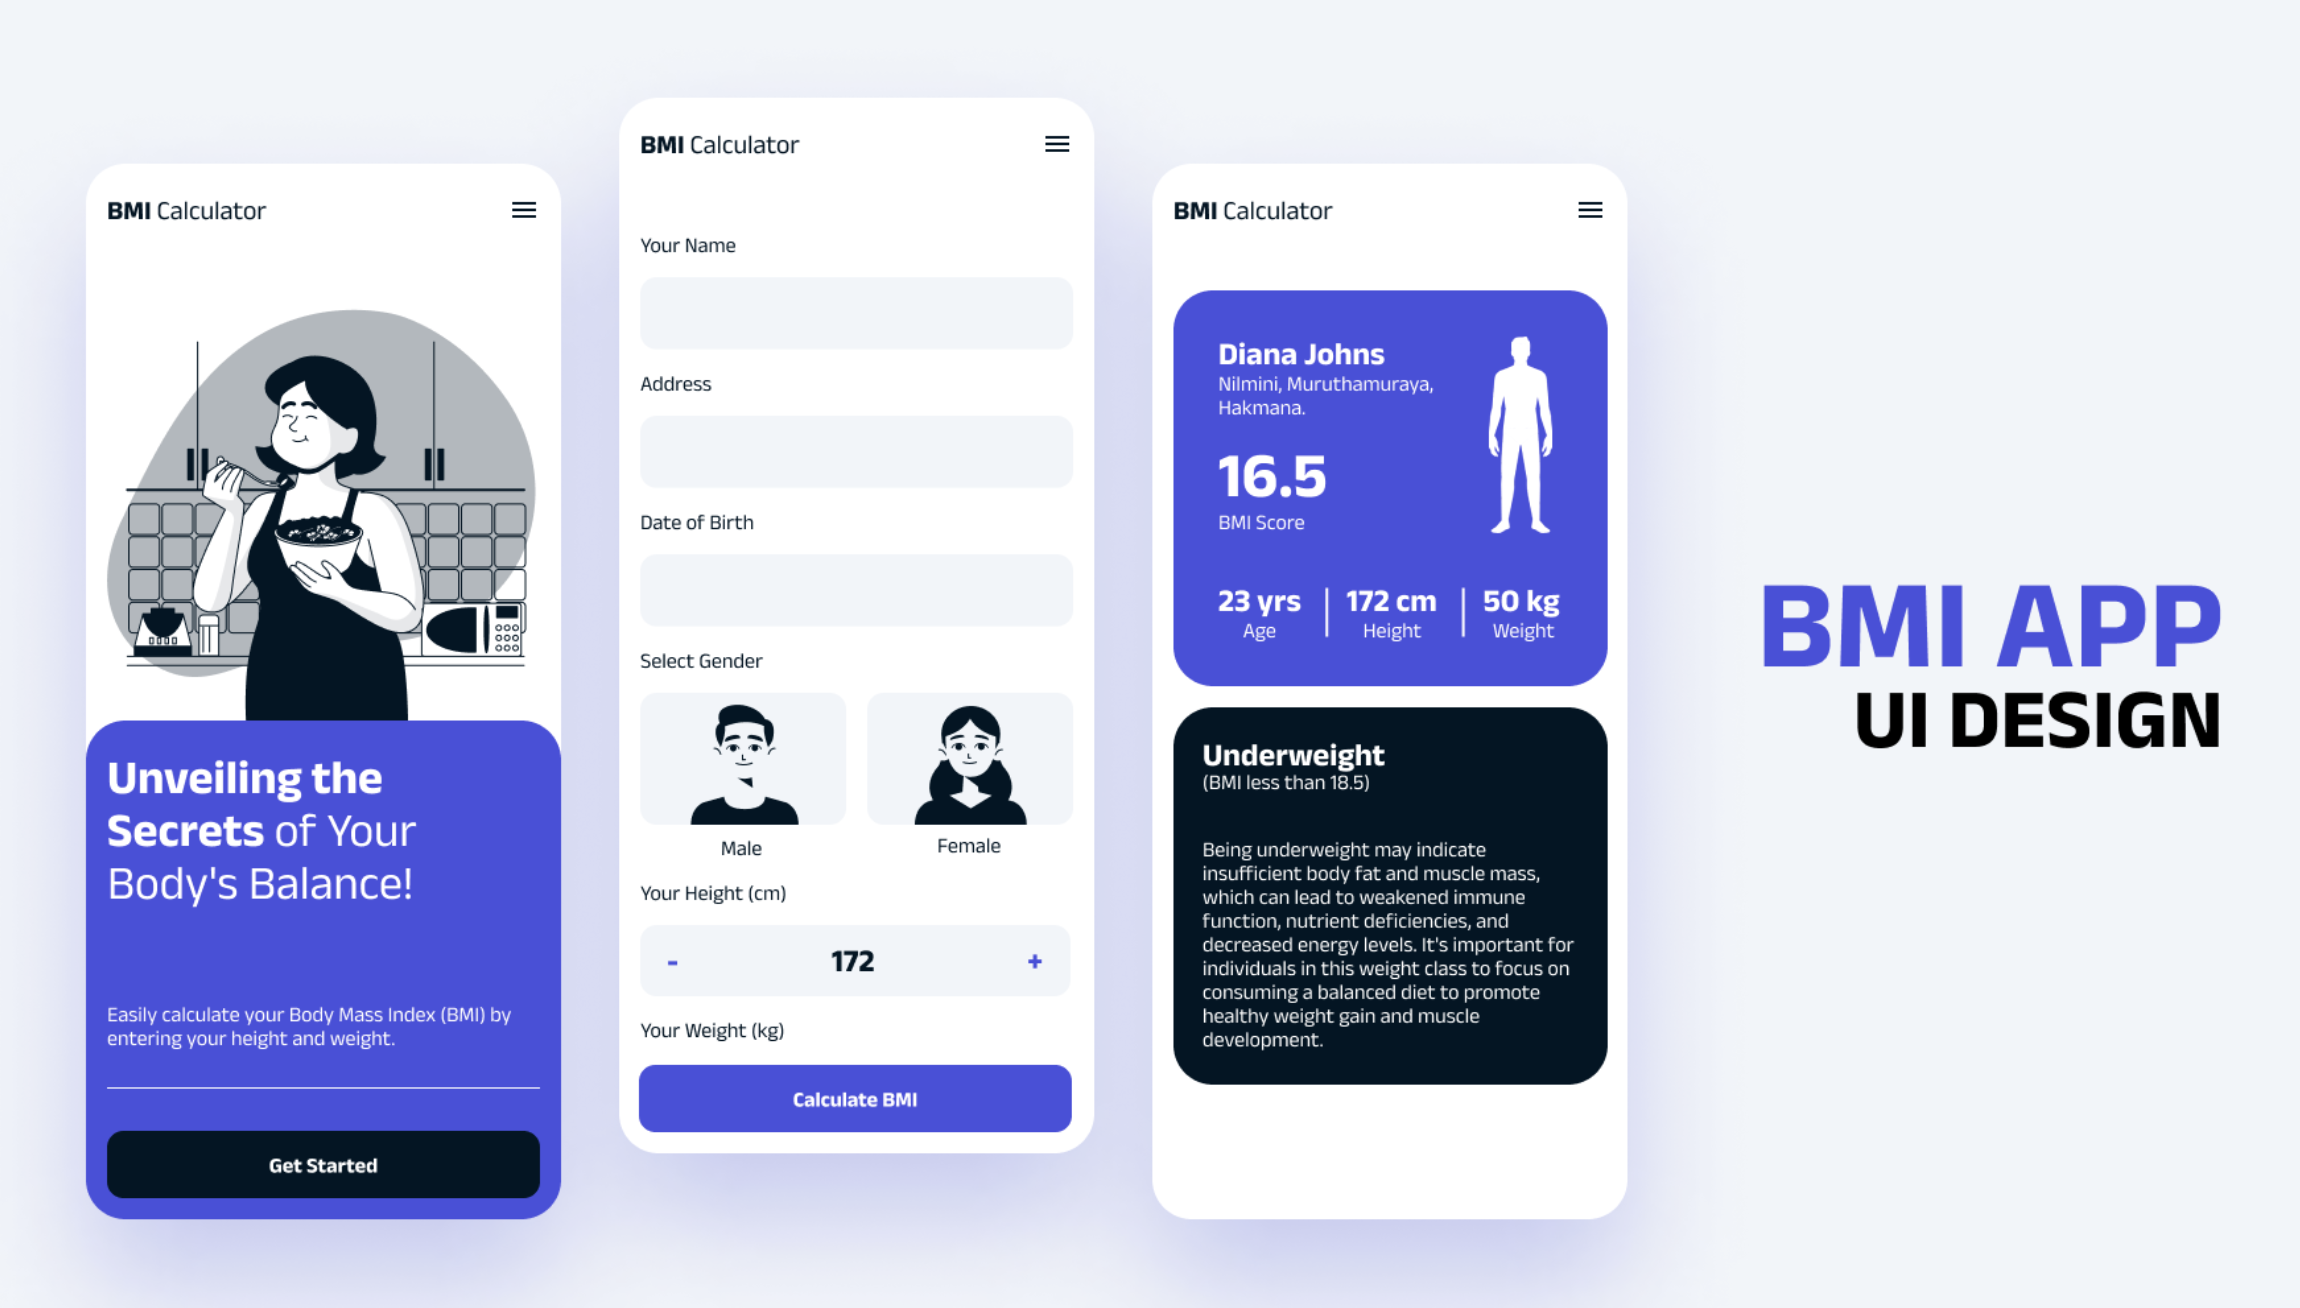 BMI Calculator
Unveiling the
Secrets of Your
Body's Balance!
Easily calculate your Body Mass Index (BMI) by
entering your height and weight.
Get Started
BMI Calculator
Your Name
Address
Date of Birth
Select Gender
Male
Female
Your Height (cm)
- 172 +
Your Weight (kg)
Calculate BMI
BMI Calculator
Diana Johns
Nilmini, Muruthamuraya,
Hakmana.
16.5
BMI Score
23 yrs 172 cm 50 kg
Age Height Weight
Underweight
(BMI less than 18.5)
Being underweight may indicate
insufficient body fat and muscle mass,
which can lead to weakened immune
function, nutrient deficiencies, and
decreased energy levels. It's important for
individuals in this weight class to focus on
consuming a balanced diet to promote
healthy weight gain and muscle
development.
BMI APP
UI DESIGN